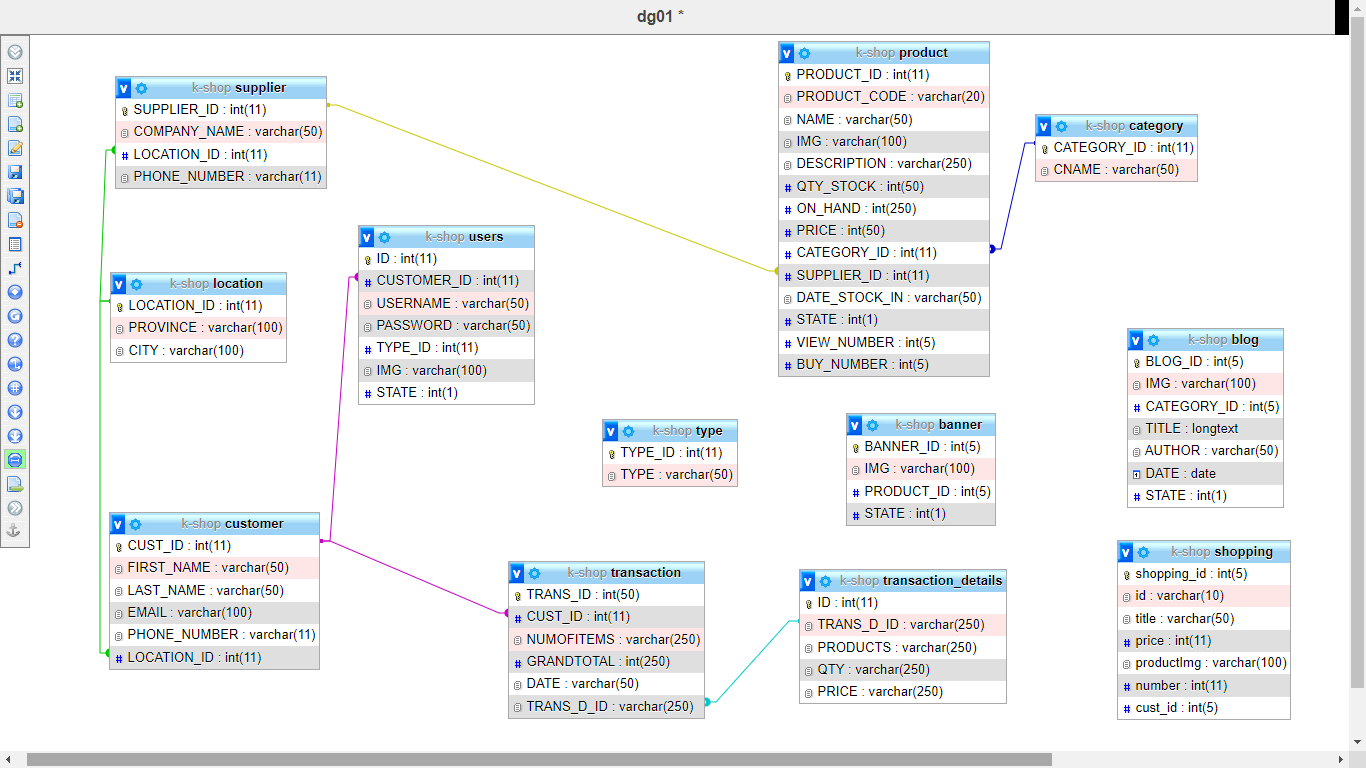 dg01 *
k-shop supplier
SUPPLIER_ID : int(11)
COMPANY_NAME : varchar(50)
LOCATION_ID : int(11)
PHONE_NUMBER : varchar(11)
k-shop location
LOCATION_ID : int(11)
PROVINCE : varchar(100)
CITY : varchar(100)
k-shop customer
CUST_ID : int(11)
FIRST_NAME : varchar(50)
LAST_NAME : varchar(50)
EMAIL : varchar(100)
PHONE_NUMBER : varchar(11)
LOCATION_ID : int(11)
k-shop users
ID : int(11)
CUSTOMER_ID : int(11)
USERNAME : varchar(50)
PASSWORD : varchar(50)
TYPE_ID : int(11)
IMG : varchar(100)
STATE : int(1)
k-shop type
TYPE_ID : int(11)
TYPE : varchar(50)
k-shop transaction
TRANS_ID : int(50)
CUST_ID : int(11)
NUMOFITEMS : varchar(250)
GRANDTOTAL : int(250)
DATE : varchar(50)
TRANS_D_ID : varchar(250)
k-shop product
PRODUCT_ID : int(11)
PRODUCT_CODE : varchar(20)
NAME : varchar(50)
IMG : varchar(100)
DESCRIPTION : varchar(250)
QTY_STOCK : int(50)
ON_HAND : int(250)
PRICE : int(50)
CATEGORY_ID : int(11)
SUPPLIER_ID : int(11)
DATE_STOCK_IN : varchar(50)
STATE : int(1)
VIEW_NUMBER : int(5)
BUY_NUMBER : int(5)
k-shop banner
BANNER_ID : int(5)
IMG : varchar(100)
PRODUCT_ID : int(5)
STATE : int(1)
k-shop transaction_details
ID : int(11)
TRANS_D_ID : varchar(250)
PRODUCTS : varchar(250)
QTY : varchar(250)
PRICE : varchar(250)
k-shop category
CATEGORY_ID : int(11)
CNAME : varchar(50)
k-shop blog
BLOG_ID : int(5)
IMG : varchar(100)
CATEGORY_ID : int(5)
TITLE : longtext
AUTHOR : varchar(50)
DATE : date
STATE : int(1)
k-shop shopping
shopping_id : int(5)
id : varchar(10)
title : varchar(50)
price : int(11)
productImg : varchar(100)
number : int(11)
cust_id : int(5)